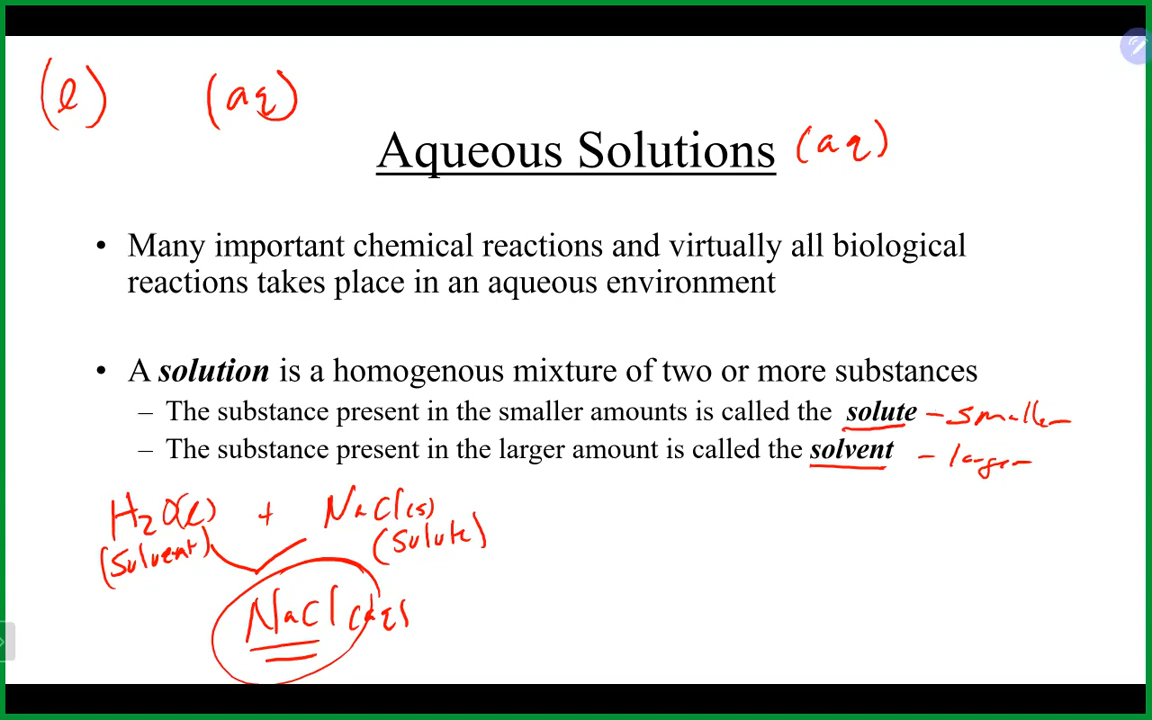 (l) (aq)
Aqueous Solutions (aq)
• Many important chemical reactions and virtually all biological
reactions takes place in an aqueous environment
• A solution is a homogenous mixture of two or more substances
– The substance present in the smaller amounts is called the solute – smaller
– The substance present in the larger amount is called the solvent – larger
H2O(l) + NaCl(s)
(Solvent) (Solute)
NaCl(aq)